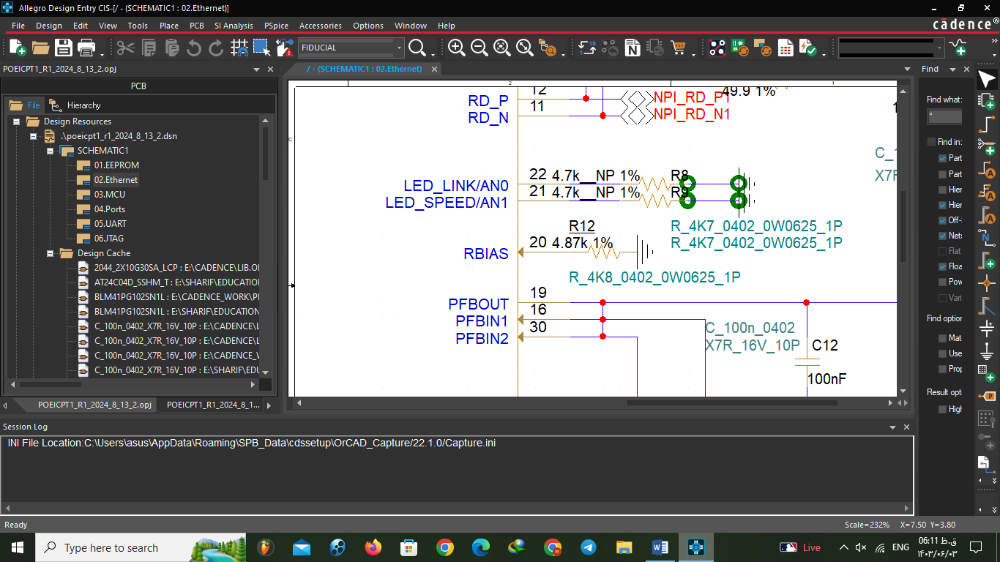 Allegro Design Entry CIS-[/ - (SCHEMATIC1 : 02.Ethernet)]
File Design Edit View Tools Place PCB SI Analysis PSpice Accessories Options Window Help
cādence®
FIDUCIAL
POEICPT1_R1_2024_8_13_2.opj
/ - (SCHEMATIC1 : 02.Ethernet)
Find
PCB
File Hierarchy
Design Resources
.\poeicpt1_r1_2024_8_13_2.dsn
SCHEMATIC1
01.EEPROM
02.Ethernet
03.MCU
04.Ports
05.UART
06.JTAG
Design Cache
2044_2X10G30SA_LCP : E:\CADENCE\LIB.OI
AT24C04D_SSHM_T : E:\SHARIF\EDUCATIO
BLM41PG102SN1L : E:\CADENCE_WORK\PI
BLM41PG102SN1L : E:\SHARIF\EDUCATION
C_100n_0402_X7R_16V_10P : E:\CADENCE\L
C_100n_0402_X7R_16V_10P : E:\CADENCE\L
C_100n_0402_X7R_16V_10P : E:\CADENCE_W
C_100n_0402_X7R_16V_10P : E:\SHARIF\EDU
POEICPT1_R1_2024_8_13_2.opj POEICPT1_R1_2024_8_1...
2 1
C
RD_P 12 NPI_RD_P1 49.9 1%
RD_N 11 NPI_RD_N1
C_1
X7F
LED_LINK/AN0 22 4.7k__NP 1% R8
LED_SPEED/AN1 21 4.7k__NP 1% R9
R_4K7_0402_0W0625_1P
R_4K7_0402_0W0625_1P
R12
RBIAS 20 4.87k 1%
R_4K8_0402_0W0625_1P
PFBOUT 19
PFBIN1 16
PFBIN2 30
C_100n_0402
X7R_16V_10P
C12
100nF
Find what:
*
Find in:
Part
Part
Hier
Hier
Off-
Nets
Flat
Floa
Pow
Vari
Find option
Mat
Use
Prop
Result opti
High
Session Log
INI File Location:C:\Users\asus\AppData\Roaming\SPB_Data\cdssetup\OrCAD_Capture/22.1.0/Capture.ini
Ready Scale=232% X=7.50 Y=3.80
Type here to search
Live
ENG
06:11 ق.ظ
۱۴۰۳/۰۶/۰۳